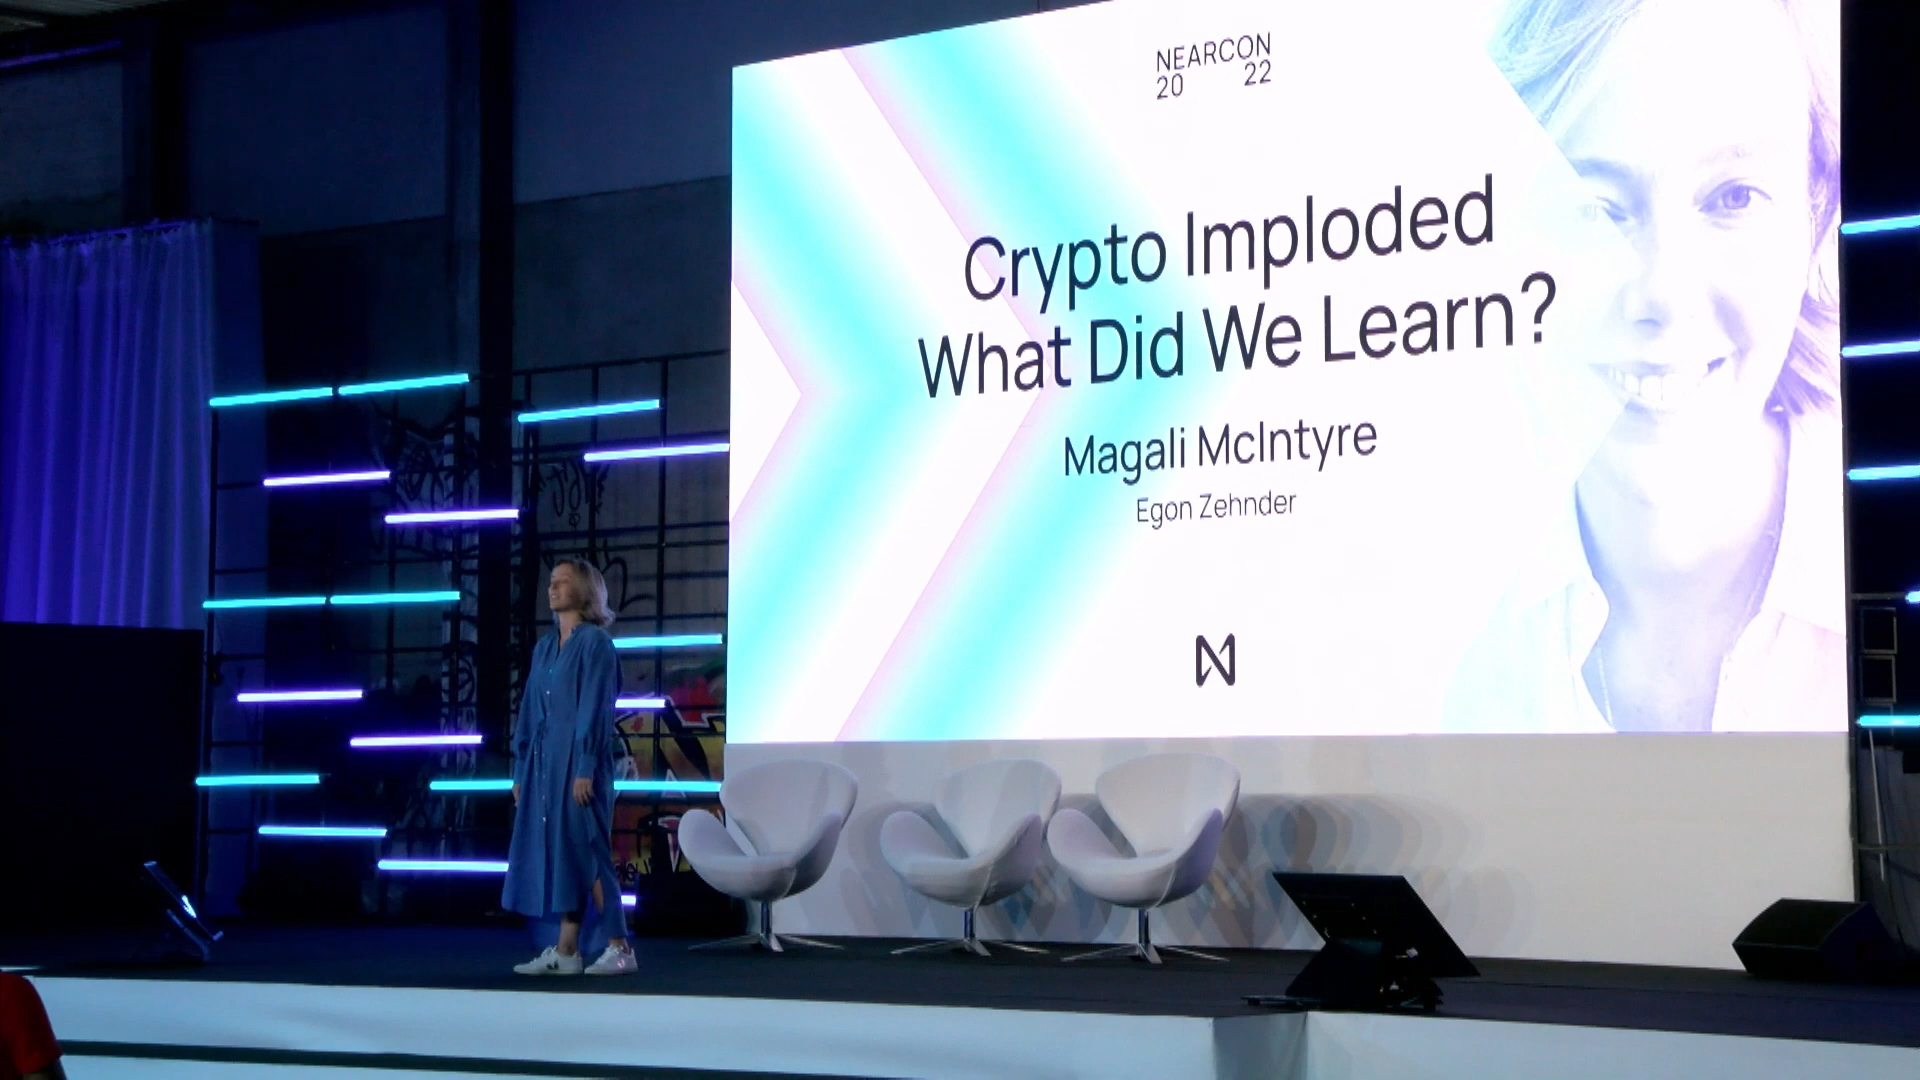 NEARCON
20 22
Crypto Imploded
What Did We Learn?
Magali McIntyre
Egon Zehnder